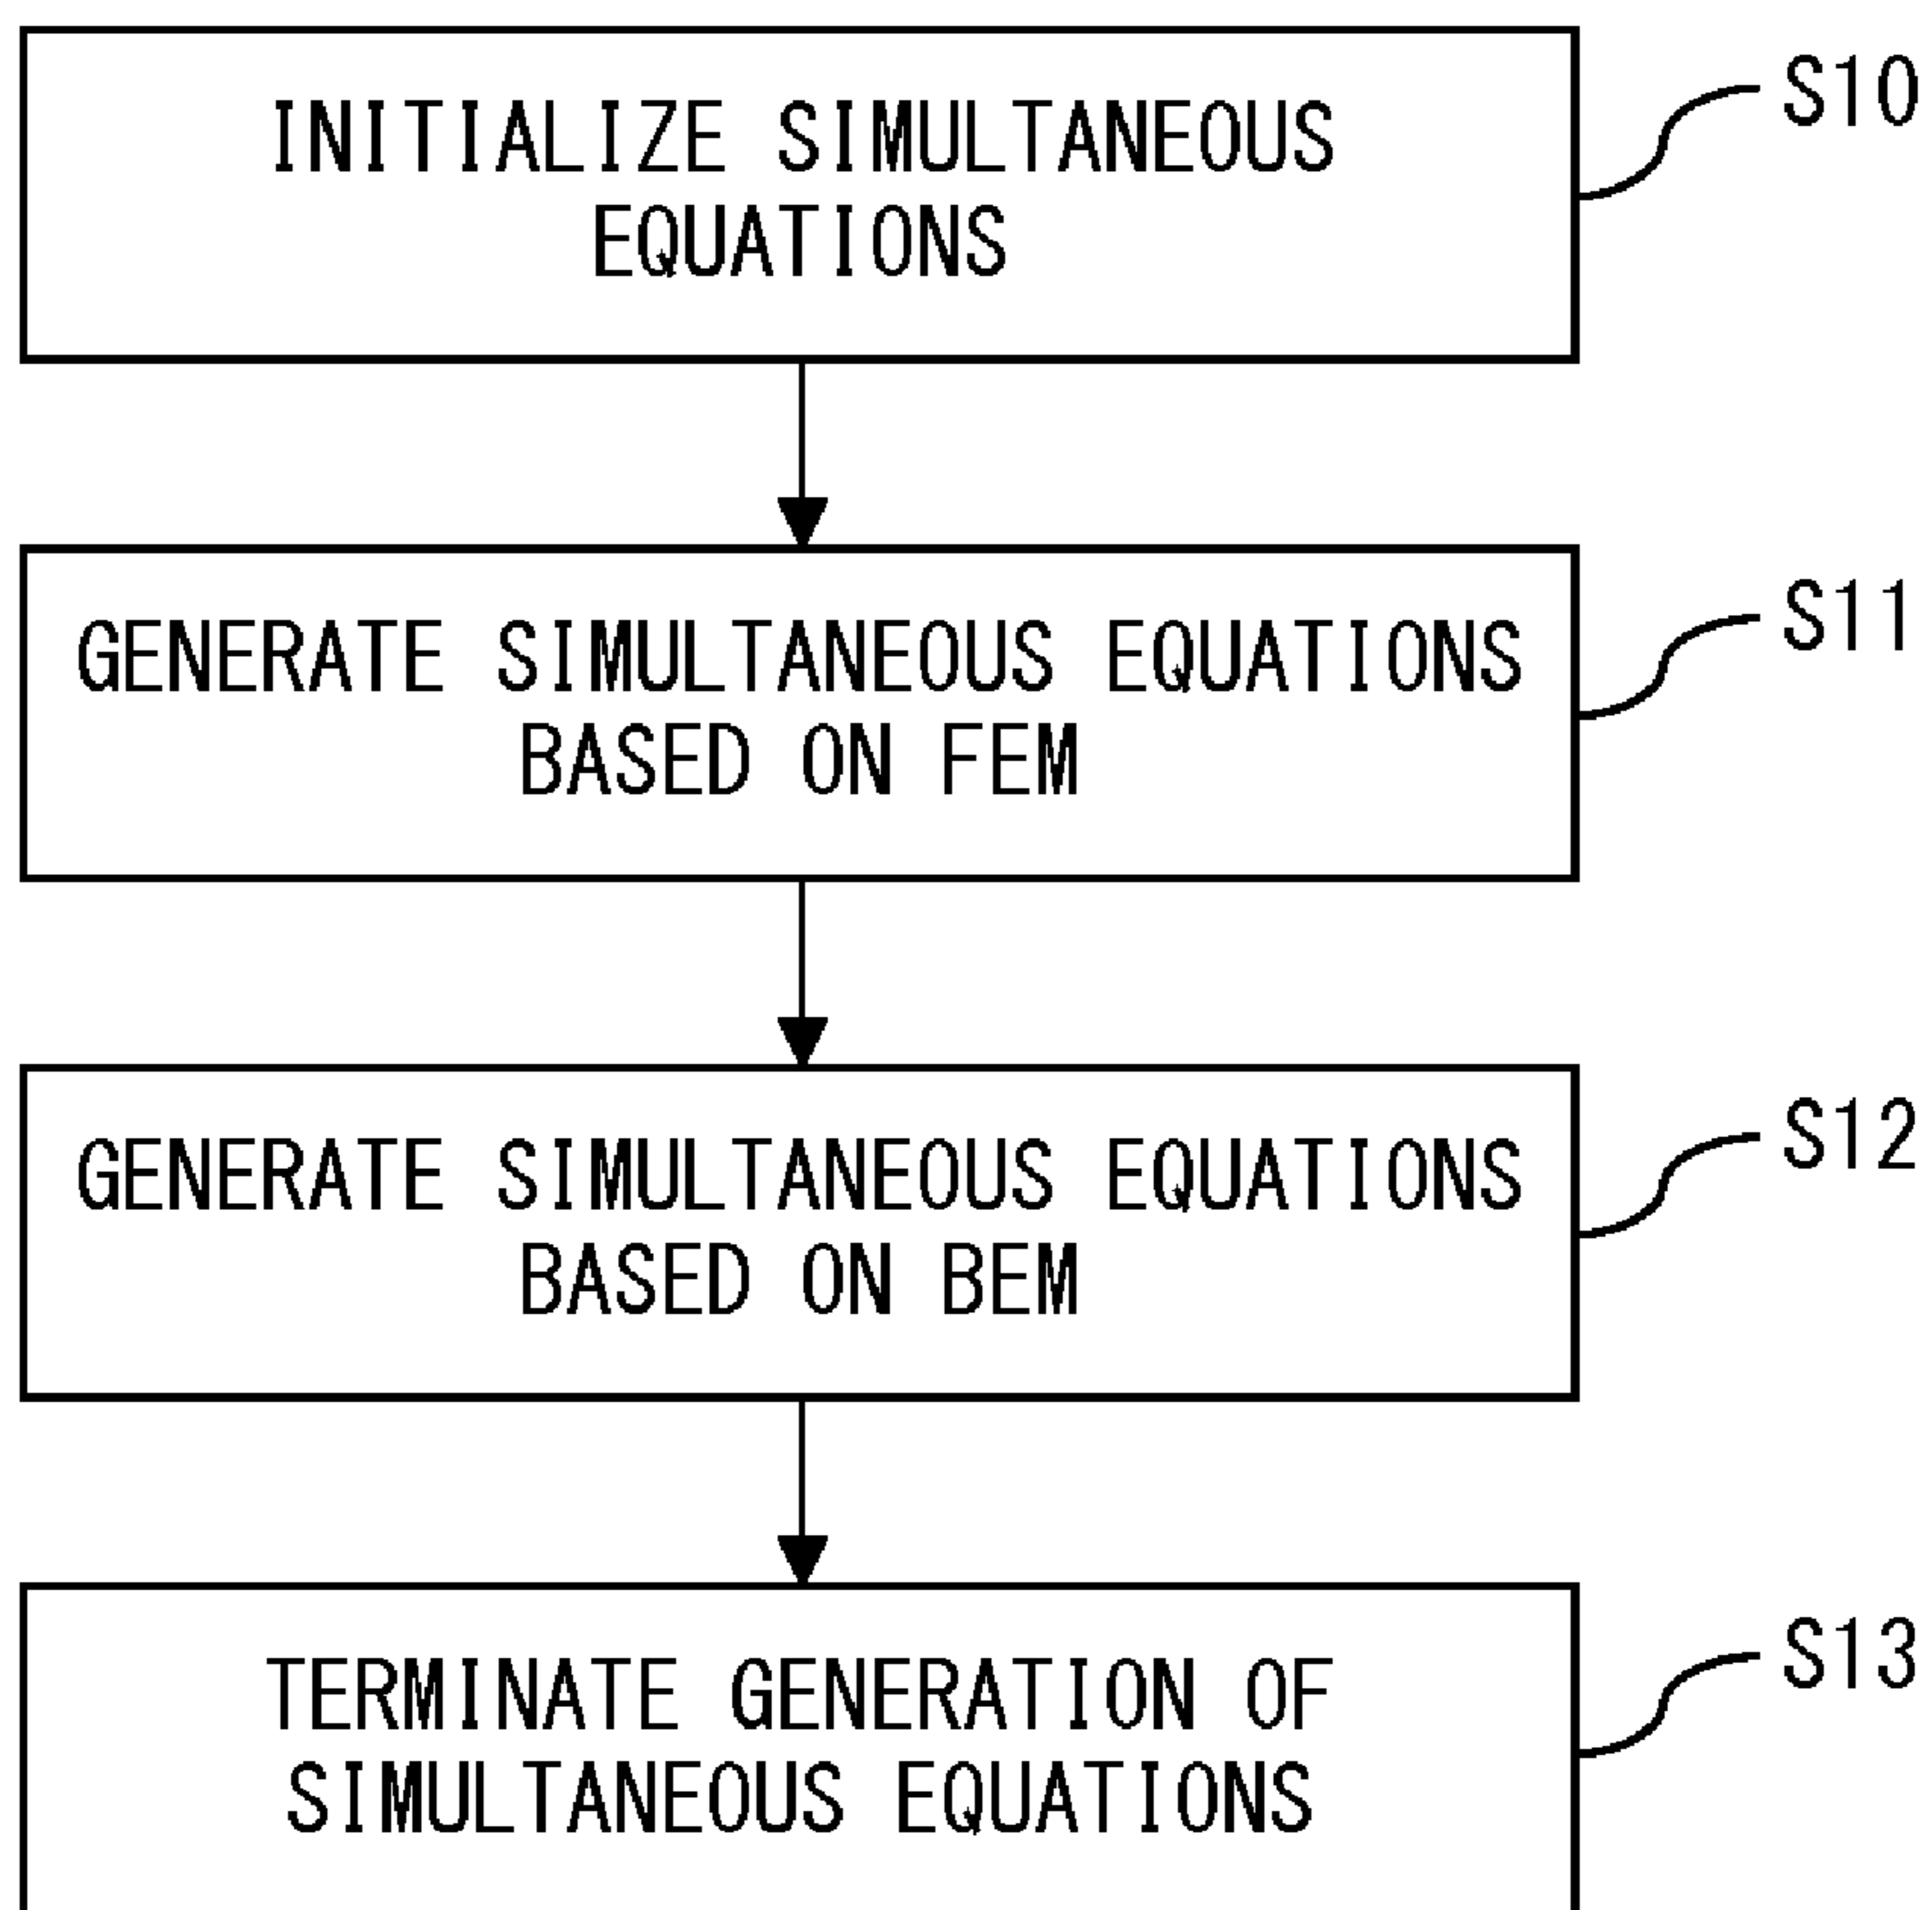 INITIALIZE SIMULTANEOUS
EQUATIONS
S10
GENERATE SIMULTANEOUS EQUATIONS
BASED ON FEM
S11
GENERATE SIMULTANEOUS EQUATIONS
BASED ON BEM
S12
TERMINATE GENERATION OF
SIMULTANEOUS EQUATIONS
S13